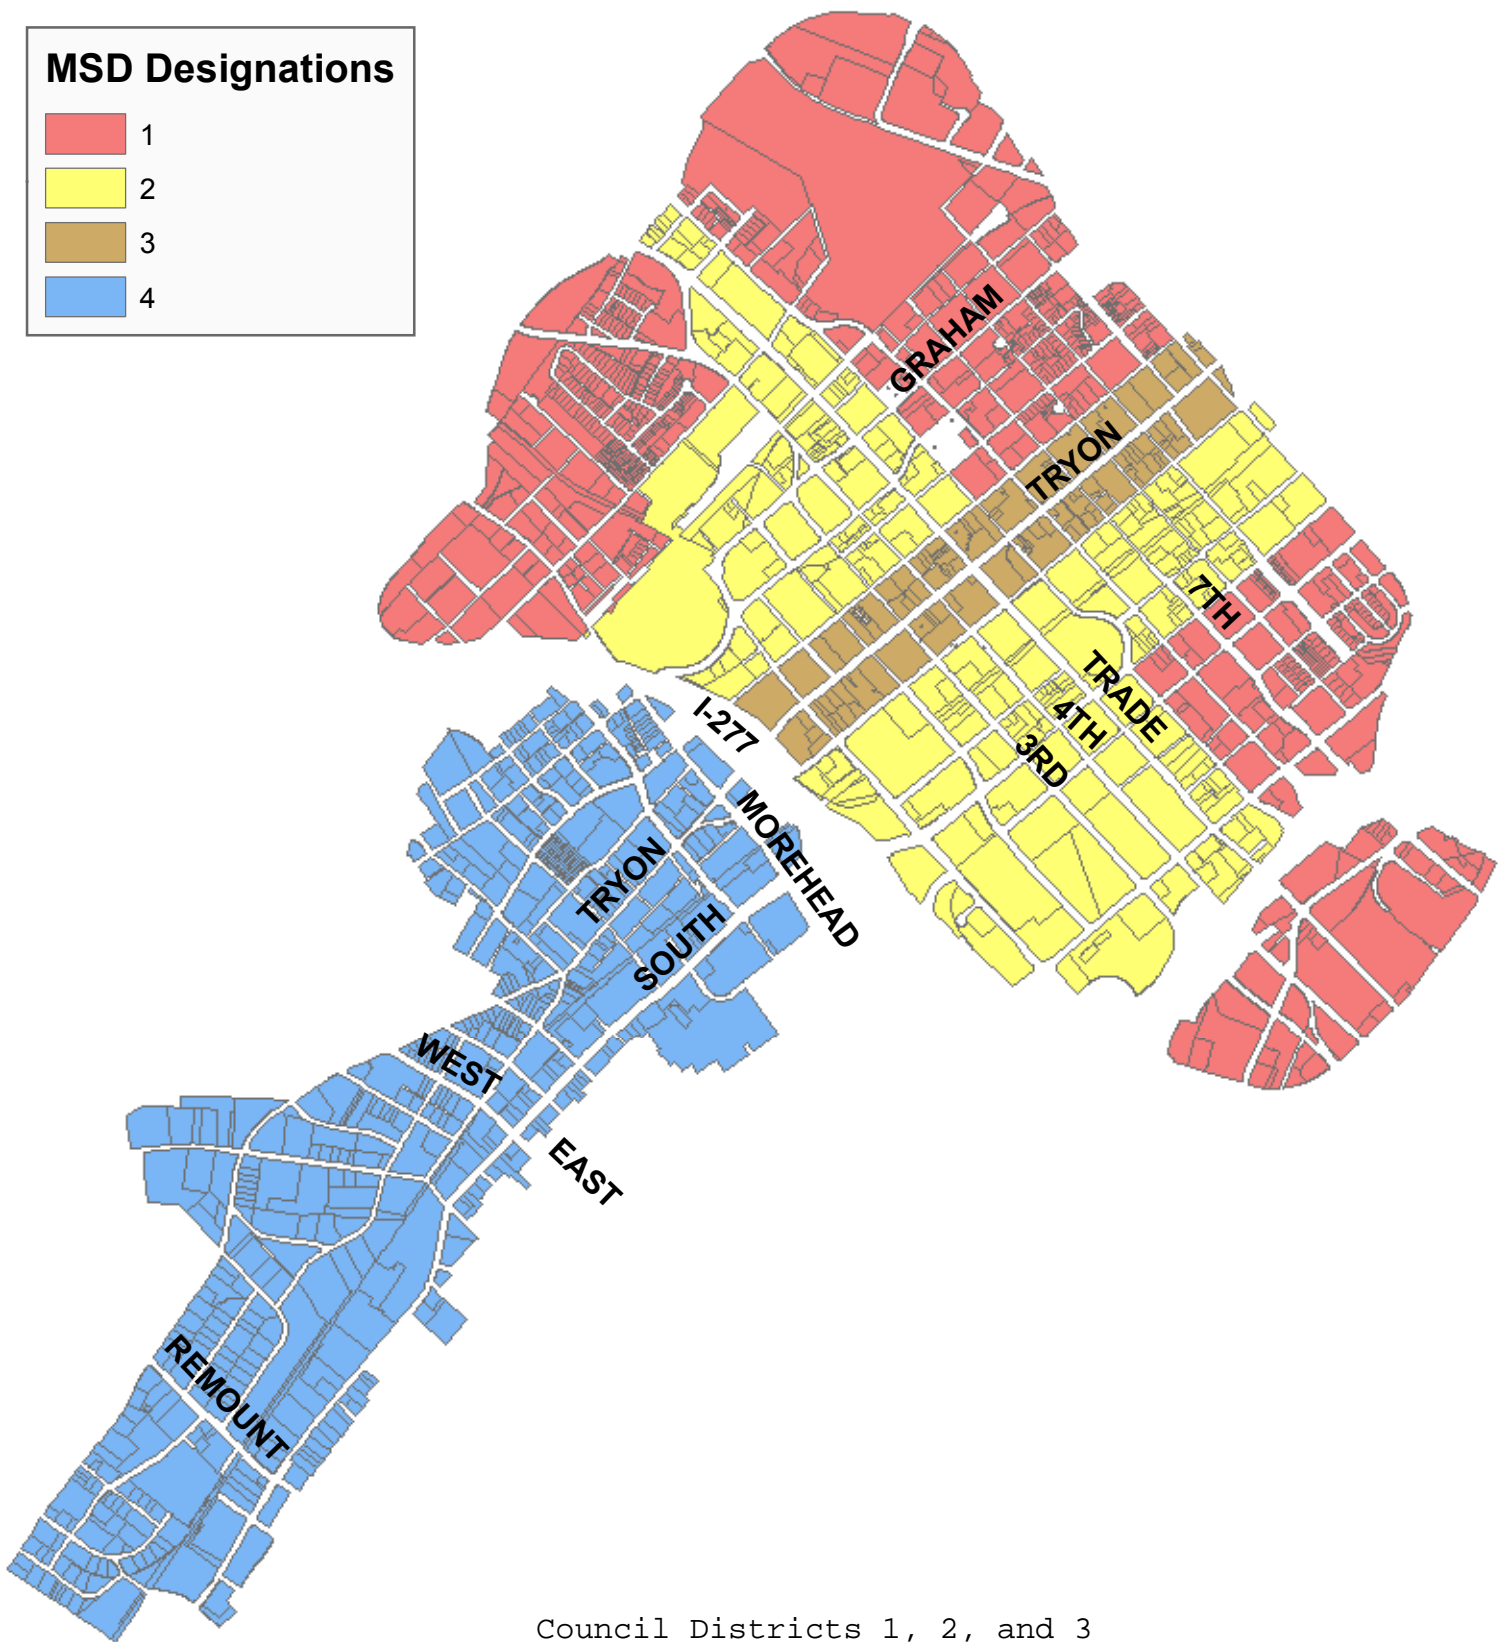 MSD Designations
1
2
3
4
GRAHAM
TRYON
7TH
TRADE
4TH
3RD
I-277
MOREHEAD
TRYON
SOUTH
WEST
EAST
REMOUNT
Council Districts 1, 2, and 3